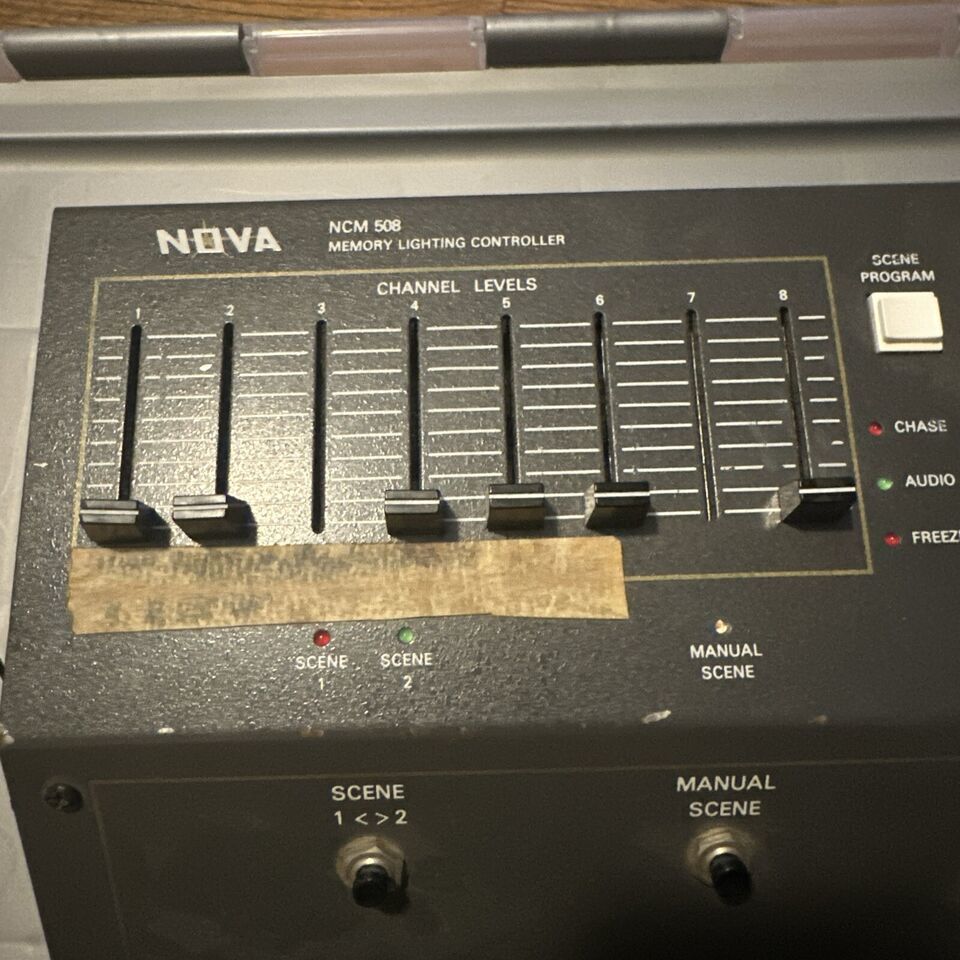 NOVA
NCM 508
MEMORY LIGHTING CONTROLLER
CHANNEL LEVELS
1 2 3 4 5 6 7 8
SCENE
PROGRAM
CHASE
AUDIO
FREEZE
SCENE
1
SCENE
2
MANUAL
SCENE
SCENE
1 < > 2
MANUAL
SCENE